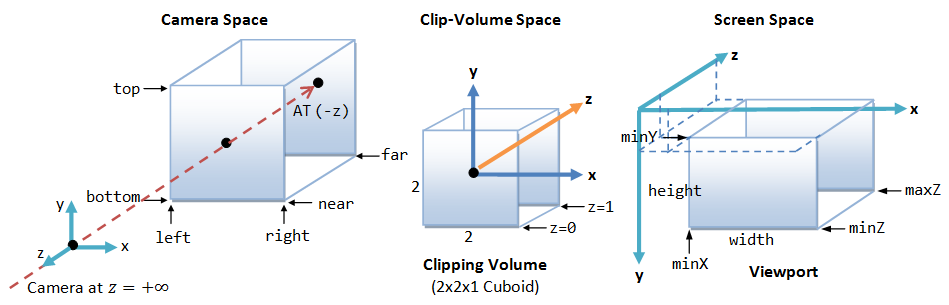 Camera Space
top
AT (-z)
far
bottom
near
y
left
right
z
x
Camera at z = +∞
Clip-Volume Space
y
z
x
2
z=1
z=0
2
Clipping Volume
(2x2x1 Cuboid)
Screen Space
z
x
minY
height
maxZ
minZ
width
minX
y
Viewport